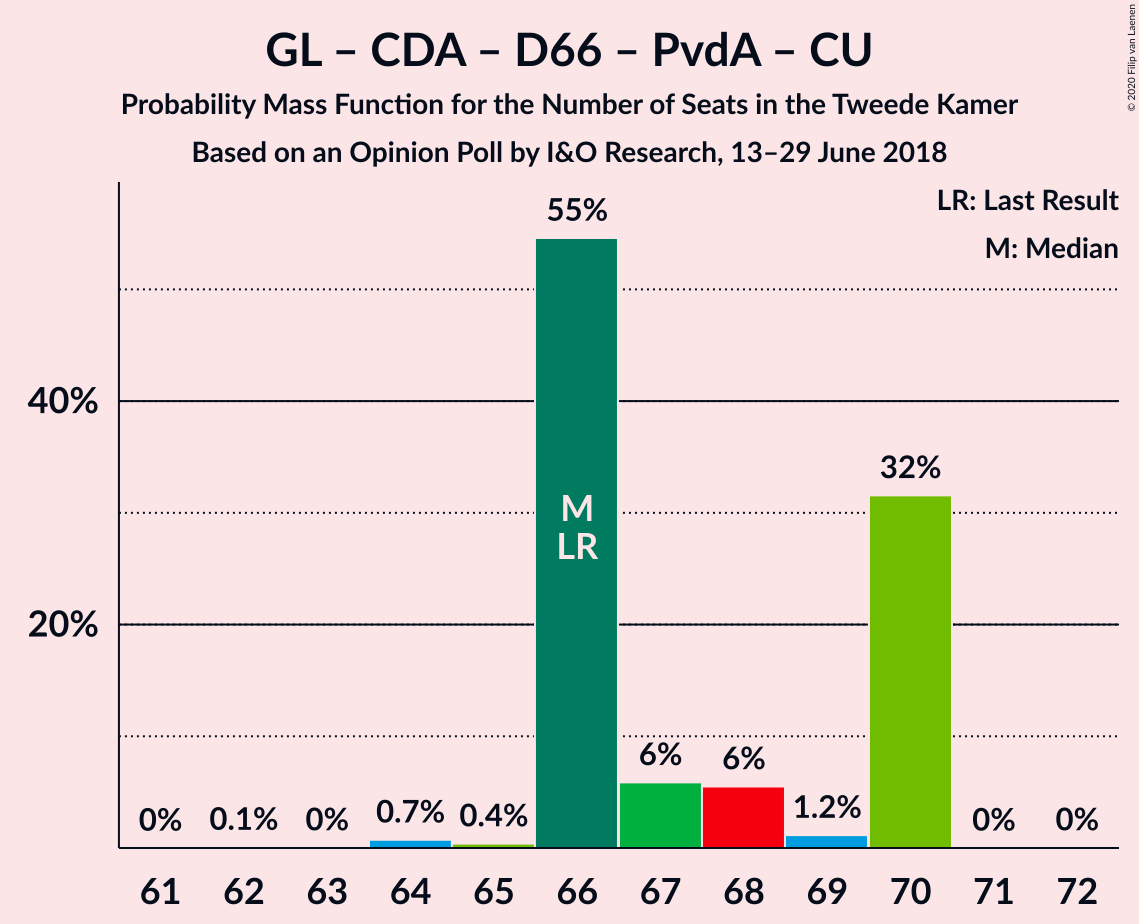 GL – CDA – D66 – PvdA – CU
Probability Mass Function for the Number of Seats in the Tweede Kamer
Based on an Opinion Poll by I&O Research, 13–29 June 2018
© 2020 Filip van Laenen
LR: Last Result
M: Median
40%
20%
0%
0.1%
0%
0.7%
0.4%
55%
M
LR
6%
6%
1.2%
32%
0%
0%
61 62 63 64 65 66 67 68 69 70 71 72